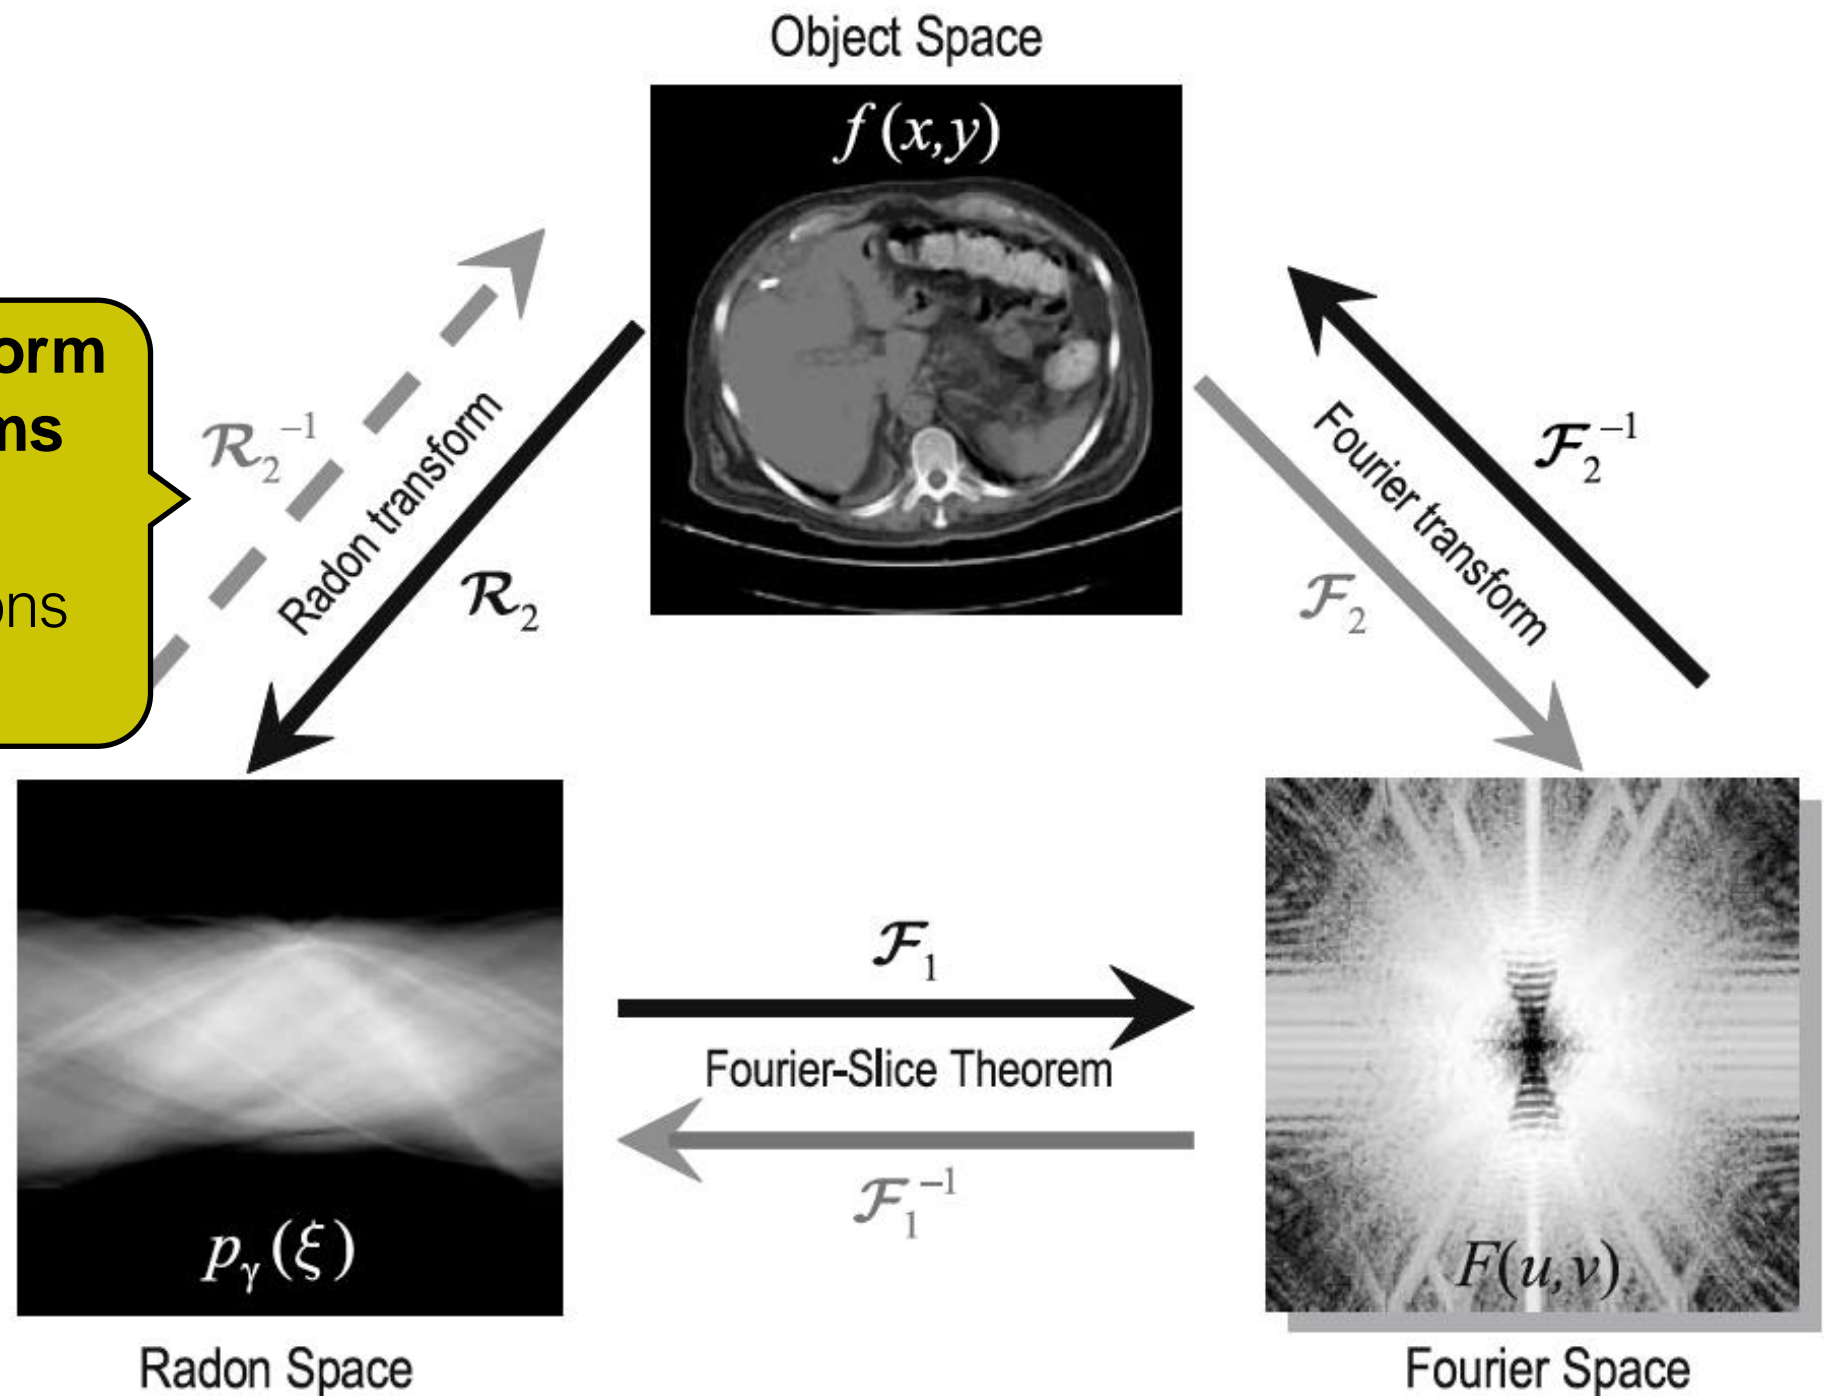 Object Space
f (x,y)
orm
ms
ons
ℛ₂⁻¹
Radon transform
ℛ₂
Fourier transform
ℱ₂
ℱ₂⁻¹
ℱ₁
Fourier-Slice Theorem
ℱ₁⁻¹
pᵧ(ξ)
F(u,v)
Radon Space
Fourier Space